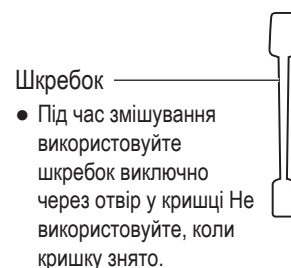 Шкребок
● Під час змішування
використовуйте
шкребок виключно
через отвір у кришці Не
використовуйте, коли
кришку знято.